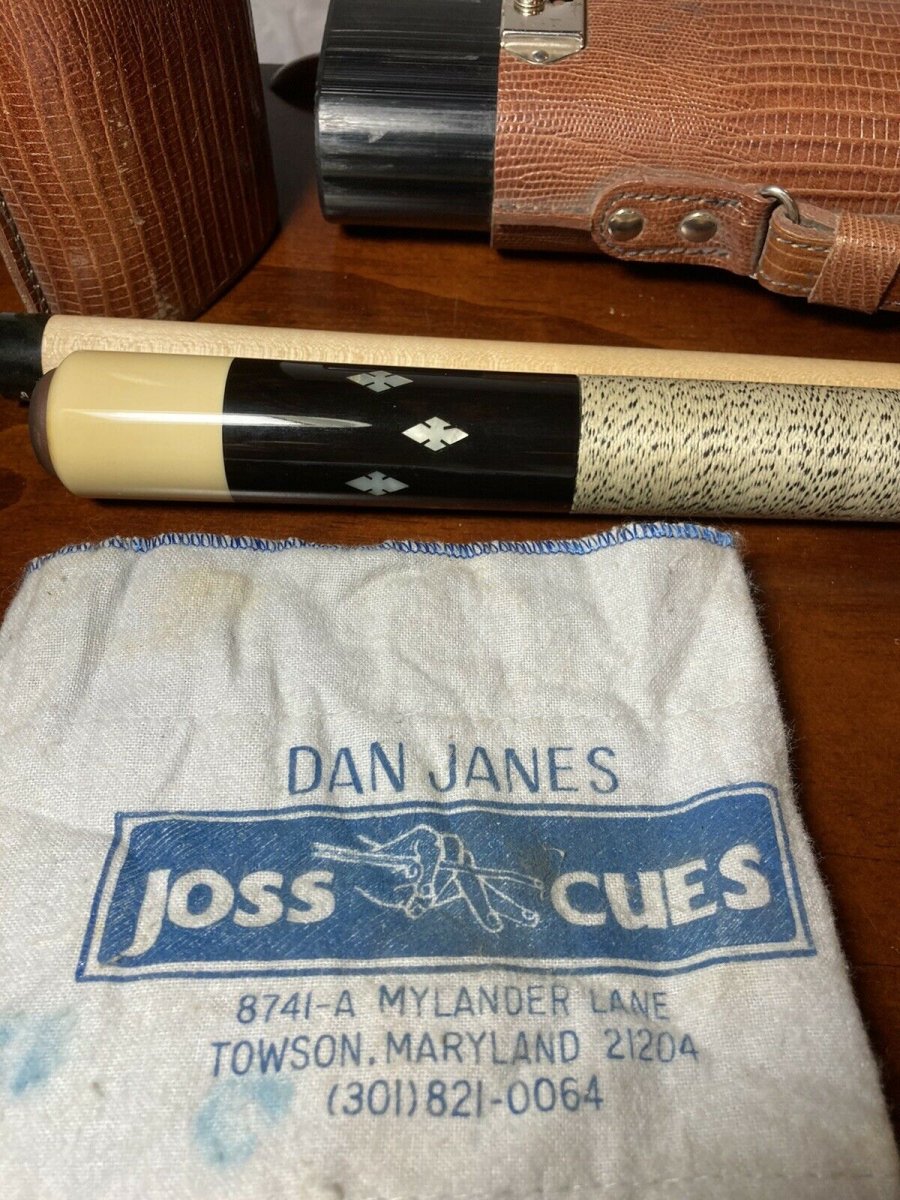 DAN JANES
JOSS CUES
8741-A MYLANDER LANE
TOWSON, MARYLAND 21204
(301)821-0064